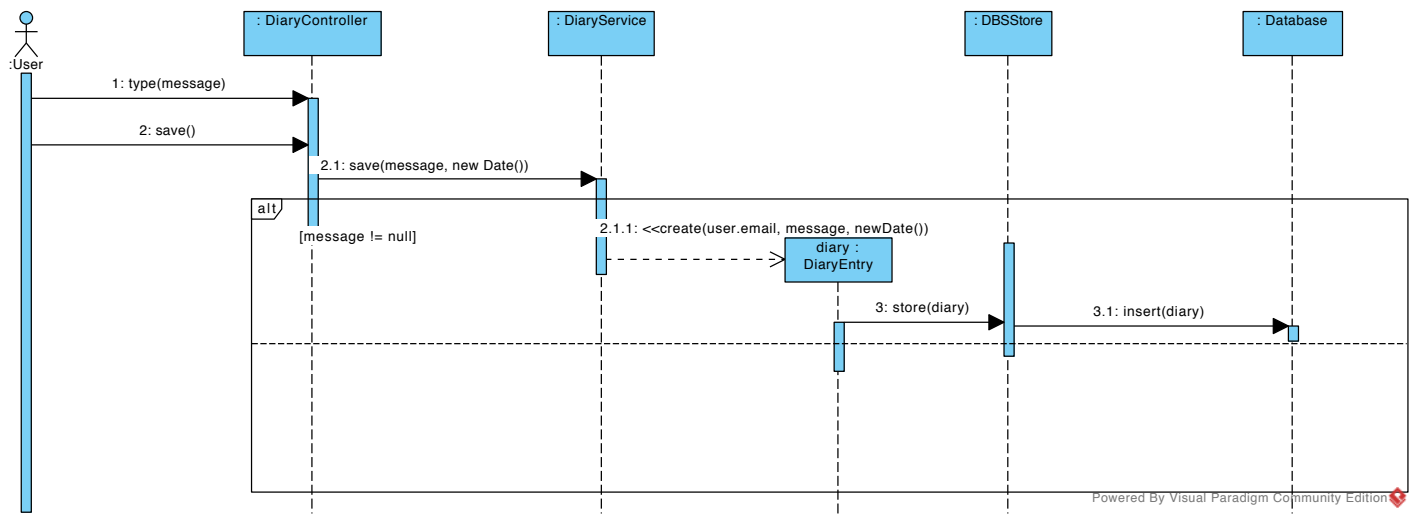 : DiaryController
: DiaryService
: DBSStore
: Database
:User
1: type(message)
2: save()
2.1: save(message, new Date())
alt
[message != null]
2.1.1: <<create(user.email, message, newDate())
diary :
DiaryEntry
3: store(diary)
3.1: insert(diary)
Powered By Visual Paradigm Community Edition